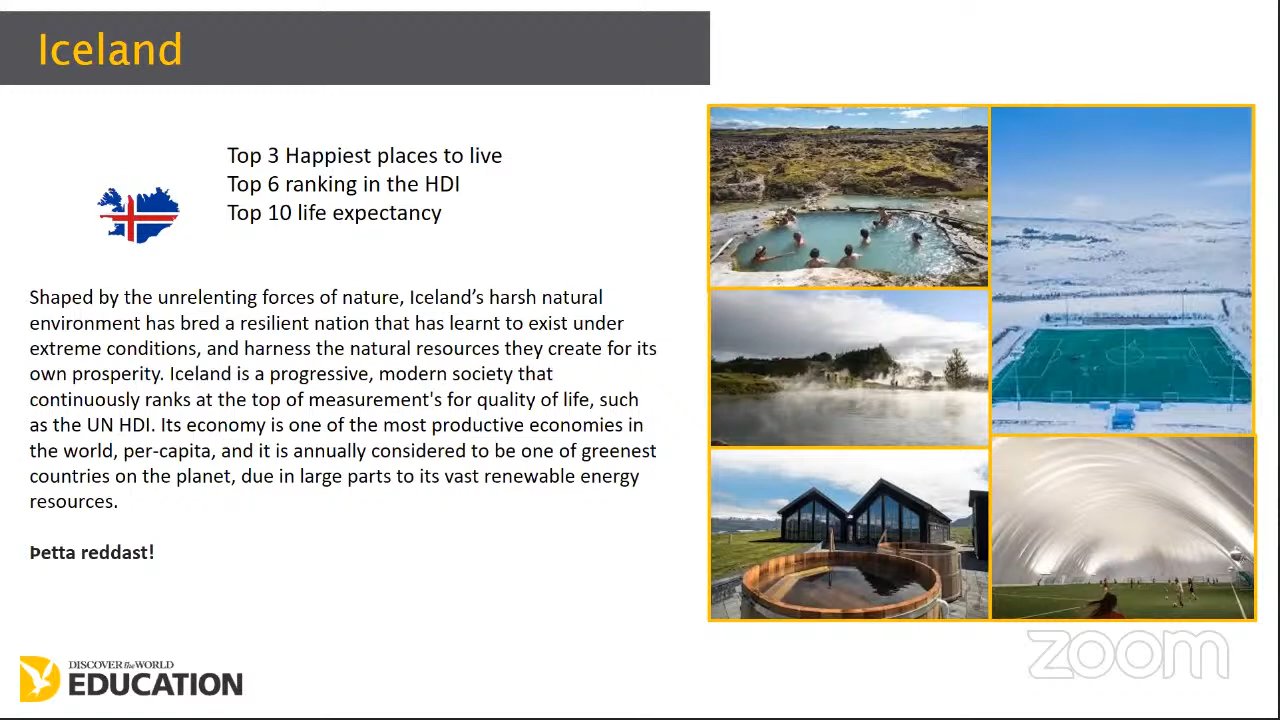 Iceland
Top 3 Happiest places to live
Top 6 ranking in the HDI
Top 10 life expectancy
Shaped by the unrelenting forces of nature, Iceland’s harsh natural
environment has bred a resilient nation that has learnt to exist under
extreme conditions, and harness the natural resources they create for its
own prosperity. Iceland is a progressive, modern society that
continuously ranks at the top of measurement's for quality of life, such
as the UN HDI. Its economy is one of the most productive economies in
the world, per-capita, and it is annually considered to be one of greenest
countries on the planet, due in large parts to its vast renewable energy
resources.
Þetta reddast!
DISCOVER the WORLD
EDUCATION
zoom